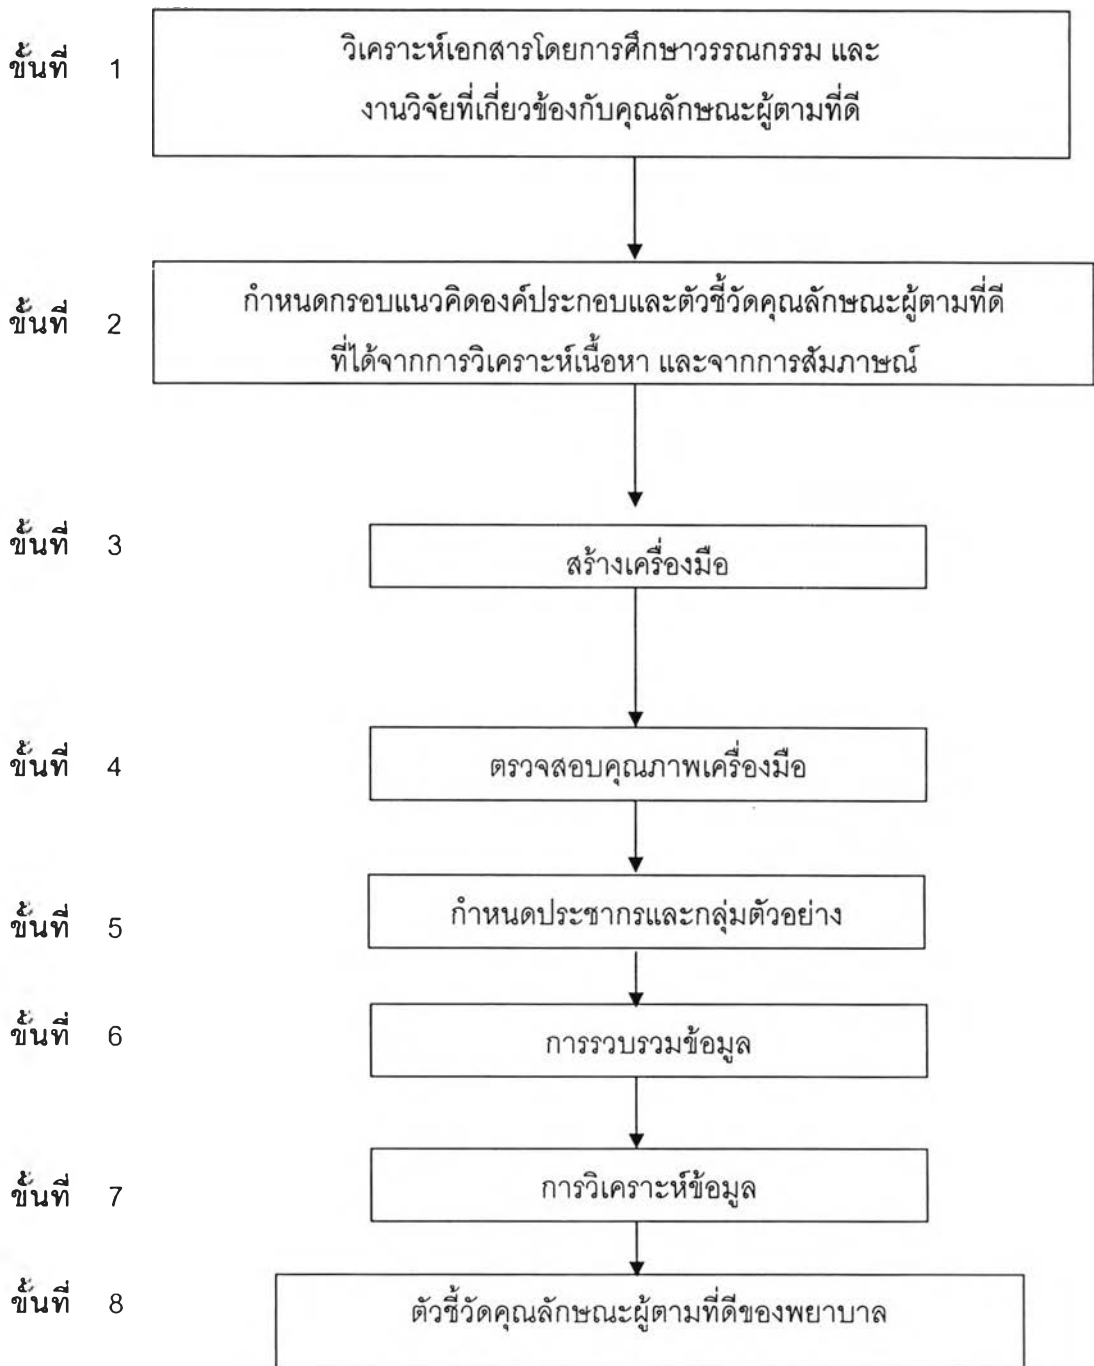 ขั้นที่ 1
วิเคราะห์เอกสารโดยการศึกษาวรรณกรรม และ
งานวิจัยที่เกี่ยวข้องกับคุณลักษณะผู้ตามที่ดี
ขั้นที่ 2
กำหนดกรอบแนวคิดองค์ประกอบและตัวชี้วัดคุณลักษณะผู้ตามที่ดี
ที่ได้จากการวิเคราะห์เนื้อหา และจากการสัมภาษณ์
ขั้นที่ 3
สร้างเครื่องมือ
ขั้นที่ 4
ตรวจสอบคุณภาพเครื่องมือ
ขั้นที่ 5
กำหนดประชากรและกลุ่มตัวอย่าง
ขั้นที่ 6
การรวบรวมข้อมูล
ขั้นที่ 7
การวิเคราะห์ข้อมูล
ขั้นที่ 8
ตัวชี้วัดคุณลักษณะผู้ตามที่ดีของพยาบาล